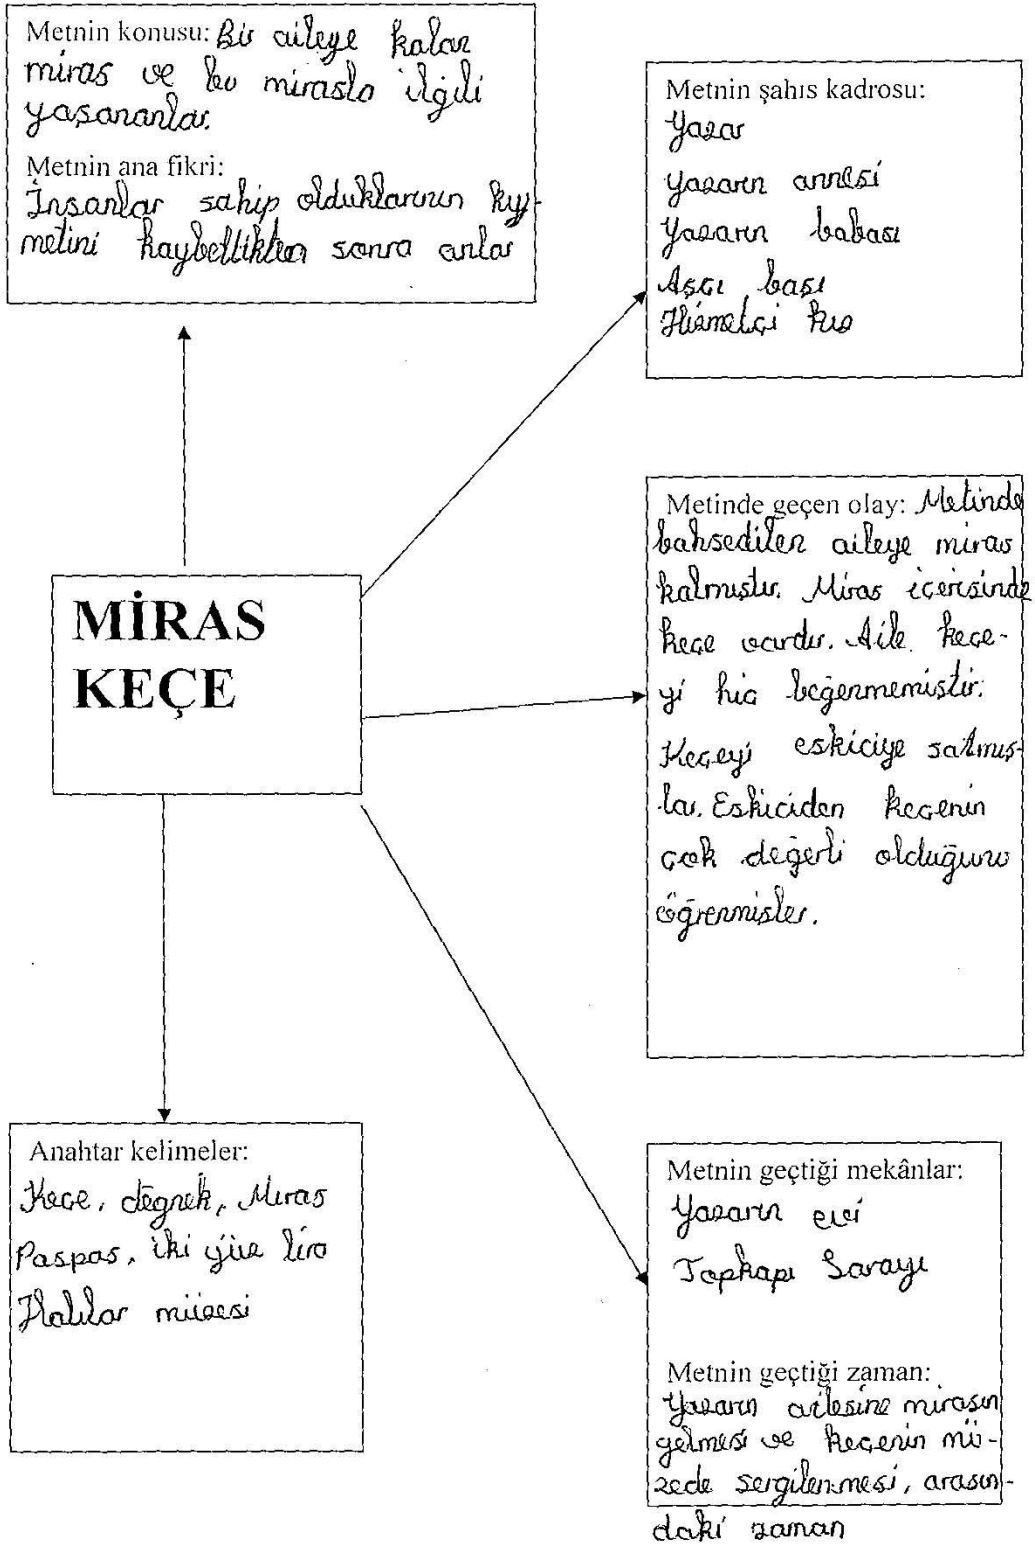 Metnin konusu: Bir aileye kalan
miras ve bu mirasla ilgili
yaşananlar.
Metnin ana fikri:
İnsanlar sahip olduklarının kıy-
metini kaybettikten sonra anlar
Metnin şahıs kadrosu:
Yazar
Yazarın annesi
Yazarın babası
Aşçı başı
Hizmetçi kız
MİRAS
KEÇE
Metinde geçen olay: Metinde
bahsedilen aileye miras
kalmıştır. Miras içerisinde
keçe vardır. Aile keçe-
yi hiç beğenmemiştir.
Keçeyi eskiciye satmış-
lar. Eskiciden keçenin
çok değerli olduğunu
öğrenmişler.
Anahtar kelimeler:
Keçe, değnek, Miras
Paspas, iki yüz lira
Halılar müzesi
Metnin geçtiği mekânlar:
Yazarın evi
Topkapı Sarayı
Metnin geçtiği zaman:
Yazarın ailesine mirasın
gelmesi ve keçenin mü-
zede sergilenmesi, arasın-
daki zaman